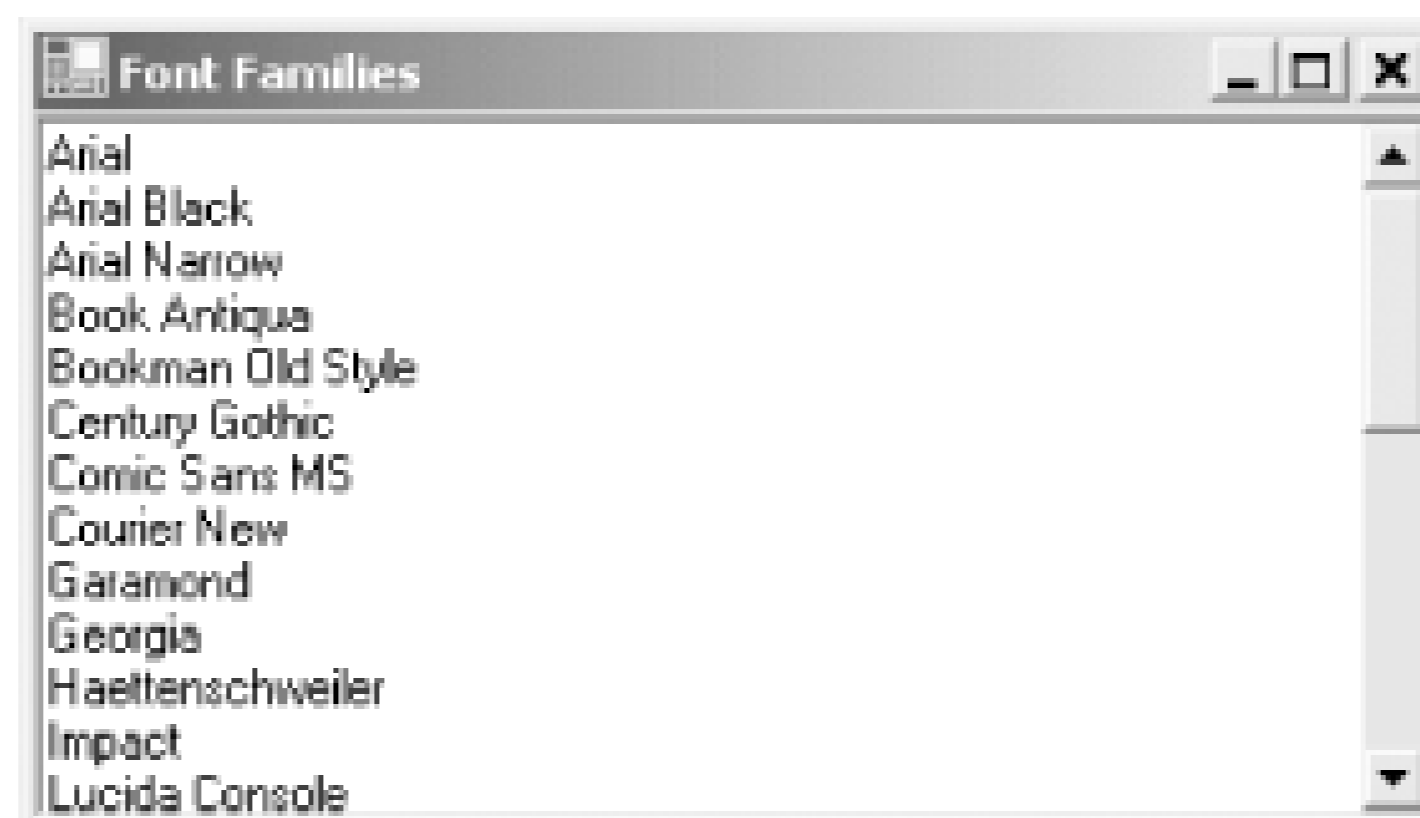 Font Families
Arial
Arial Black
Arial Narrow
Book Antiqua
Bookman Old Style
Century Gothic
Comic Sans MS
Courier New
Garamond
Georgia
Haettenschweiler
Impact
Lucida Console